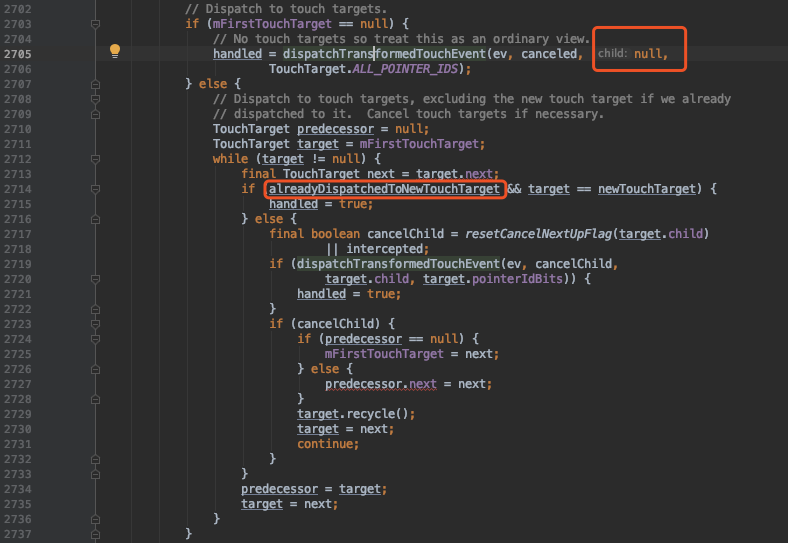 2702 // Dispatch to touch targets.
2703 if (mFirstTouchTarget == null) {
2704 // No touch targets so treat this as an ordinary view.
2705 handled = dispatchTransformedTouchEvent(ev, canceled, child: null,
2706 TouchTarget.ALL_POINTER_IDS);
2707 } else {
2708 // Dispatch to touch targets, excluding the new touch target if we already
2709 // dispatched to it.  Cancel touch targets if necessary.
2710 TouchTarget predecessor = null;
2711 TouchTarget target = mFirstTouchTarget;
2712 while (target != null) {
2713 final TouchTarget next = target.next;
2714 if (alreadyDispatchedToNewTouchTarget && target == newTouchTarget) {
2715 handled = true;
2716 } else {
2717 final boolean cancelChild = resetCancelNextUpFlag(target.child)
2718 || intercepted;
2719 if (dispatchTransformedTouchEvent(ev, cancelChild,
2720 target.child, target.pointerIdBits)) {
2721 handled = true;
2722 }
2723 if (cancelChild) {
2724 if (predecessor == null) {
2725 mFirstTouchTarget = next;
2726 } else {
2727 predecessor.next = next;
2728 }
2729 target.recycle();
2730 target = next;
2731 continue;
2732 }
2733 }
2734 predecessor = target;
2735 target = next;
2736 }
2737 }